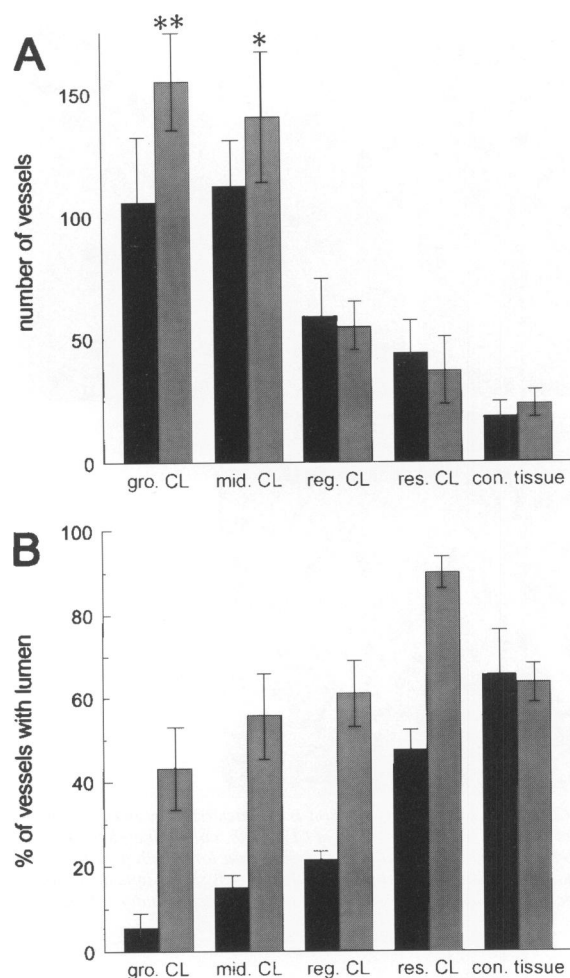 A
** *
150
100
50
0
number of vessels
gro. CL mid. CL reg. CL res. CL con. tissue
B
100
80
60
40
20
0
% of vessels with lumen
gro. CL mid. CL reg. CL res. CL con. tissue